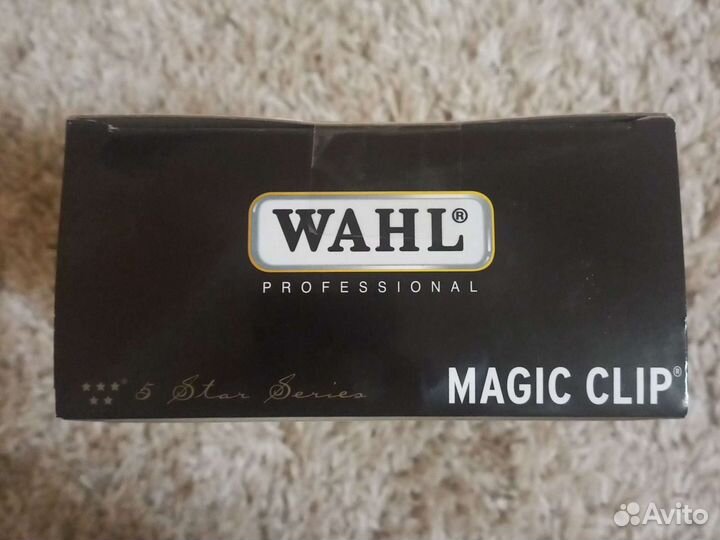 WAHL®
PROFESSIONAL
5 Star Series
MAGIC CLIP®
Avito